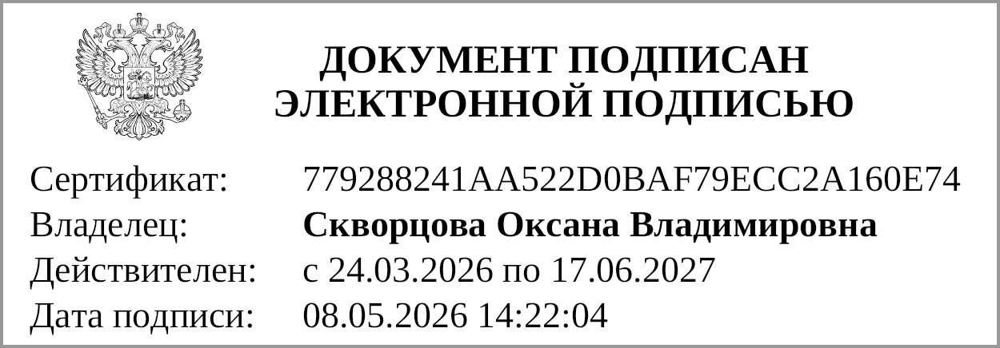 ДОКУМЕНТ ПОДПИСАН
ЭЛЕКТРОННОЙ ПОДПИСЬЮ
Сертификат: 779288241AA522D0BAF79ECC2A160E74
Владелец: Скворцова Оксана Владимировна
Действителен: с 24.03.2026 по 17.06.2027
Дата подписи: 08.05.2026 14:22:04